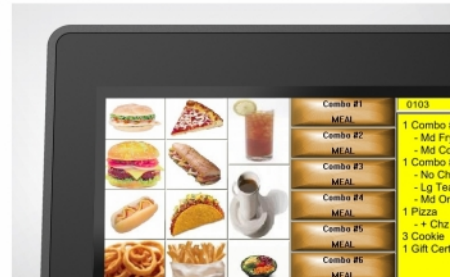 Combo #1
MEAL
Combo #2
MEAL
Combo #3
MEAL
Combo #4
MEAL
Combo #5
MEAL
Combo #6
MEAL
0103
1 Combo
- Md Fr
- Md Co
1 Combo
- No Ch
- Lg Tea
- Md Or
1 Pizza
- + Chz
3 Cookie
1 Gift Cert